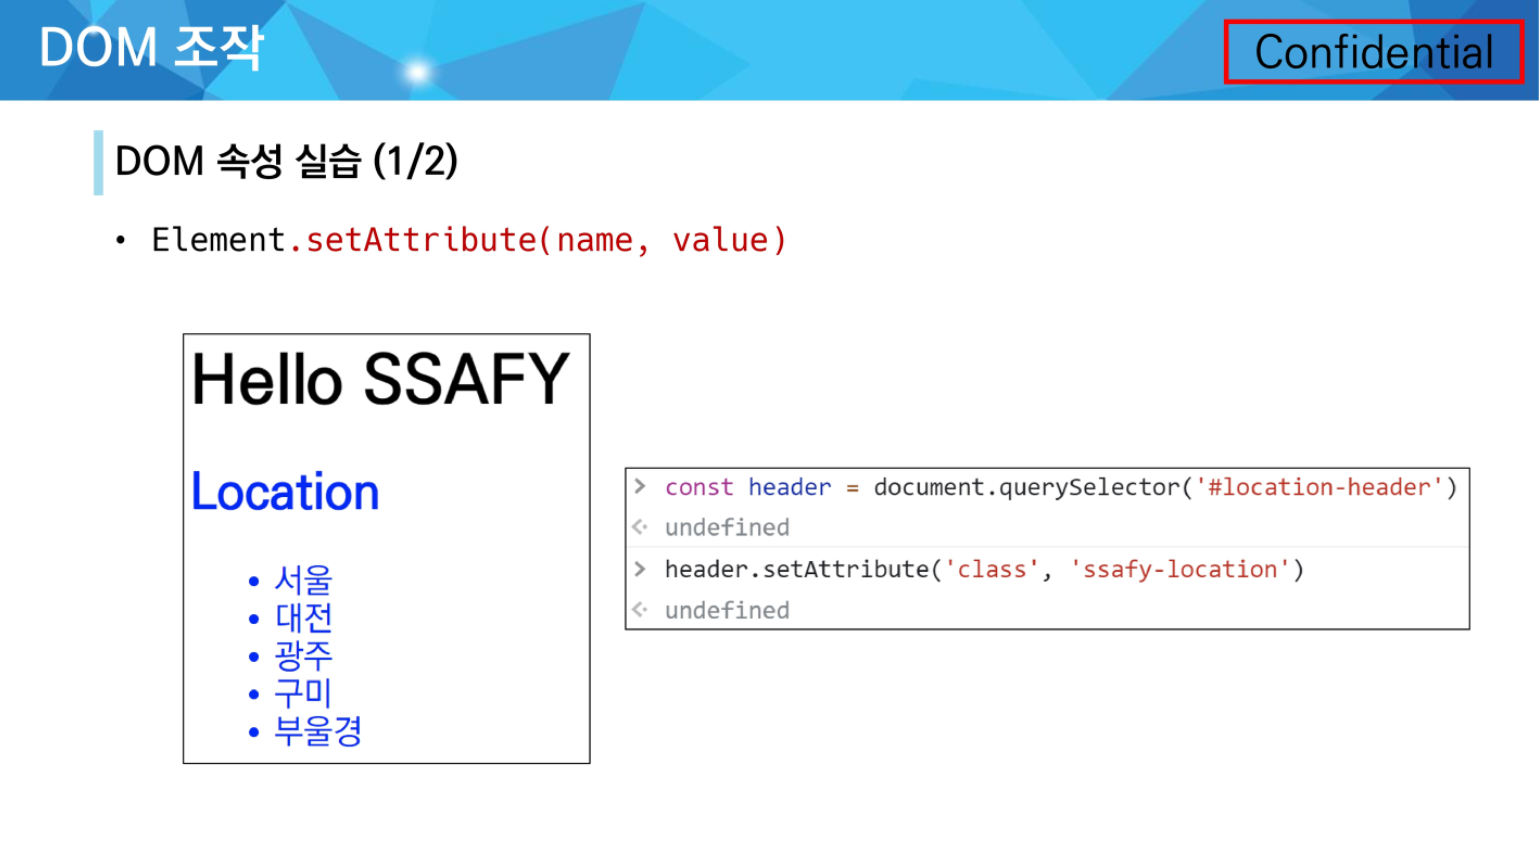 DOM 조작
Confidential
DOM 속성 실습 (1/2)
• Element.setAttribute(name, value)
Hello SSAFY
Location
• 서울
• 대전
• 광주
• 구미
• 부울경
> const header = document.querySelector('#location-header')
<· undefined
> header.setAttribute('class', 'ssafy-location')
<· undefined